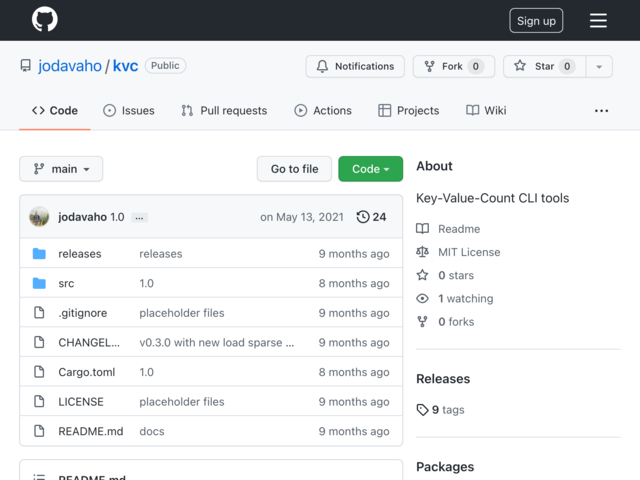 Sign up
jodavaho / kvc Public
Notifications Fork 0 Star 0
Code Issues Pull requests Actions Projects Wiki ...
main Go to file Code
jodavaho 1.0 ... on May 13, 2021 24
releases releases 9 months ago
src 1.0 8 months ago
.gitignore placeholder files 9 months ago
CHANGEL... v0.3.0 with new load sparse ... 9 months ago
Cargo.toml 1.0 8 months ago
LICENSE placeholder files 9 months ago
README.md docs 9 months ago
README.md
About
Key-Value-Count CLI tools
Readme
MIT License
0 stars
1 watching
0 forks
Releases
9 tags
Packages